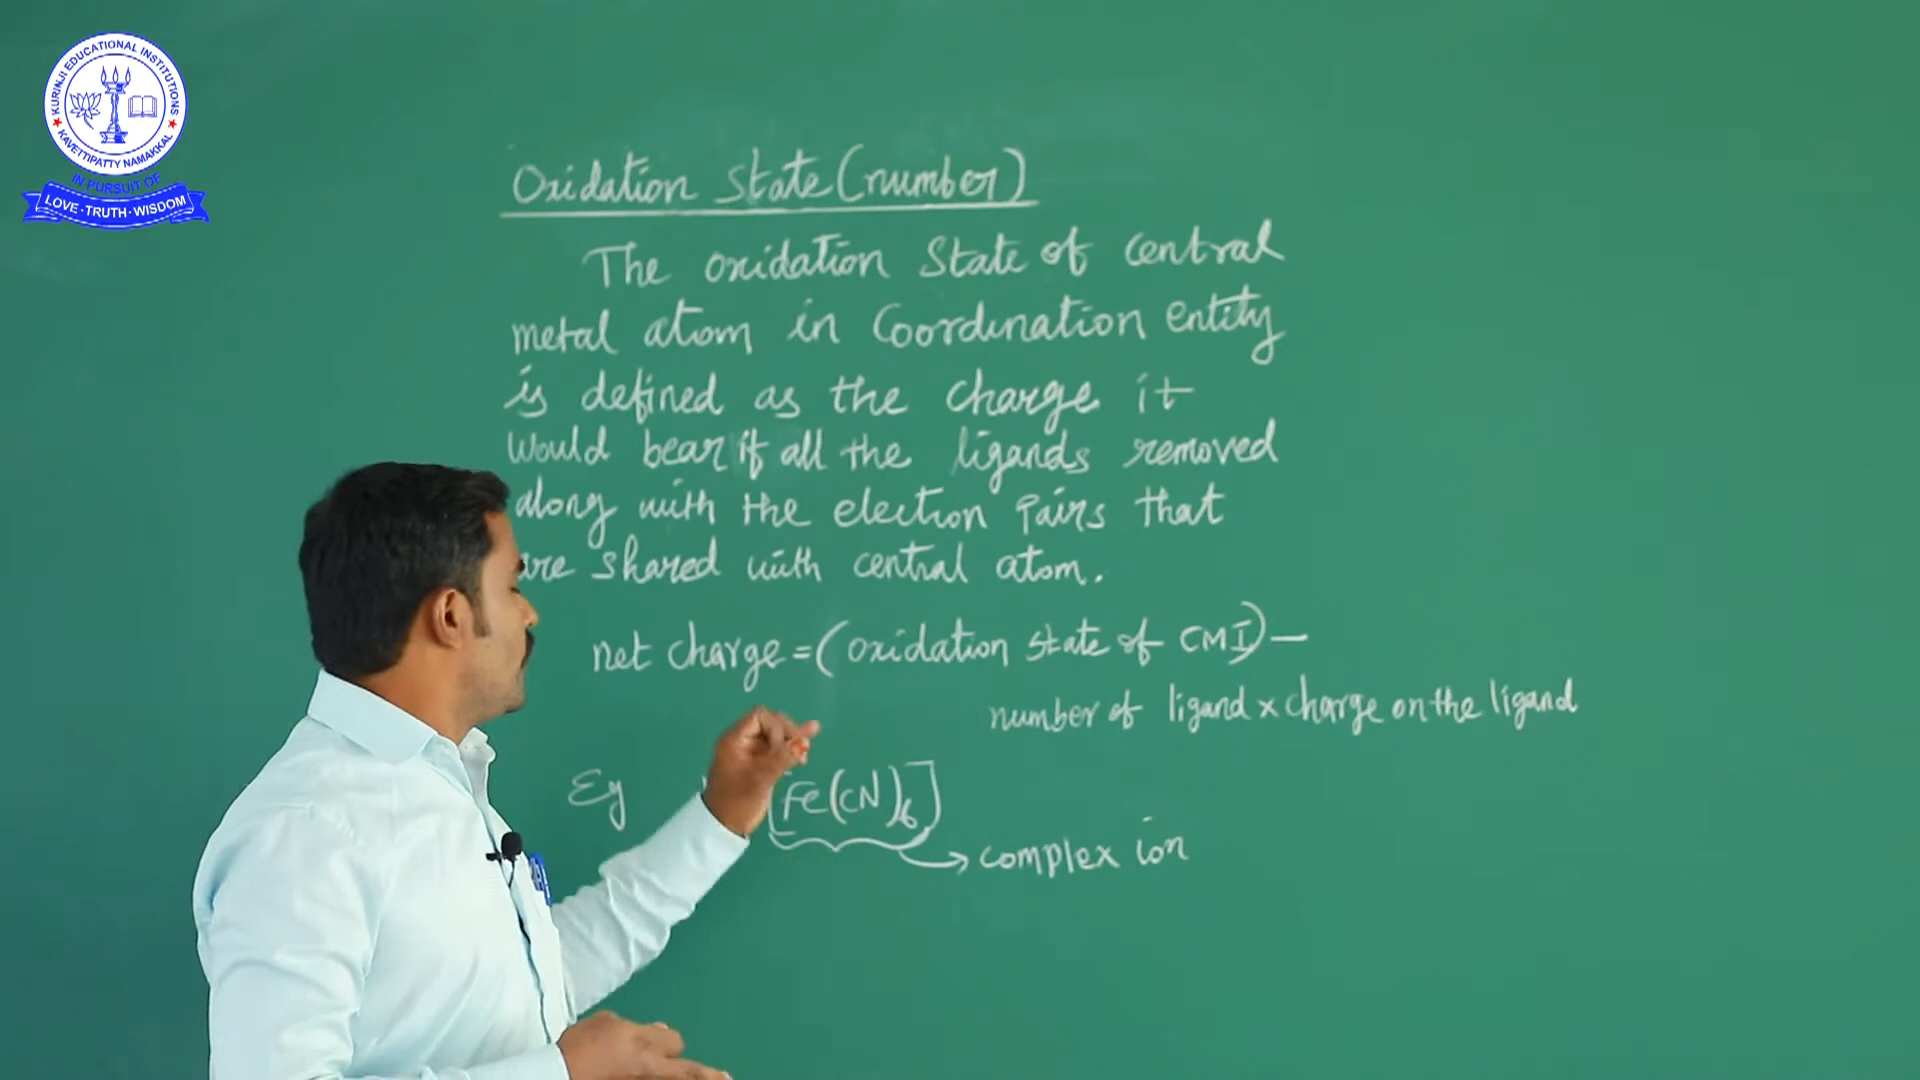 KURINJI EDUCATIONAL INSTITUTIONS
KAVETTIPATTY NAMAKKAL
IN PURSUIT OF
LOVE · TRUTH · WISDOM
Oxidation State (number)
The oxidation State of central
metal atom in Coordination entity
is defined as the charge it
would bear if all the ligands removed
along with the election pairs that
are shared with central atom.
net charge = (oxidation state of CMI) —
number of ligand x charge on the ligand
Eg [Fe(CN)6]
→ complex ion